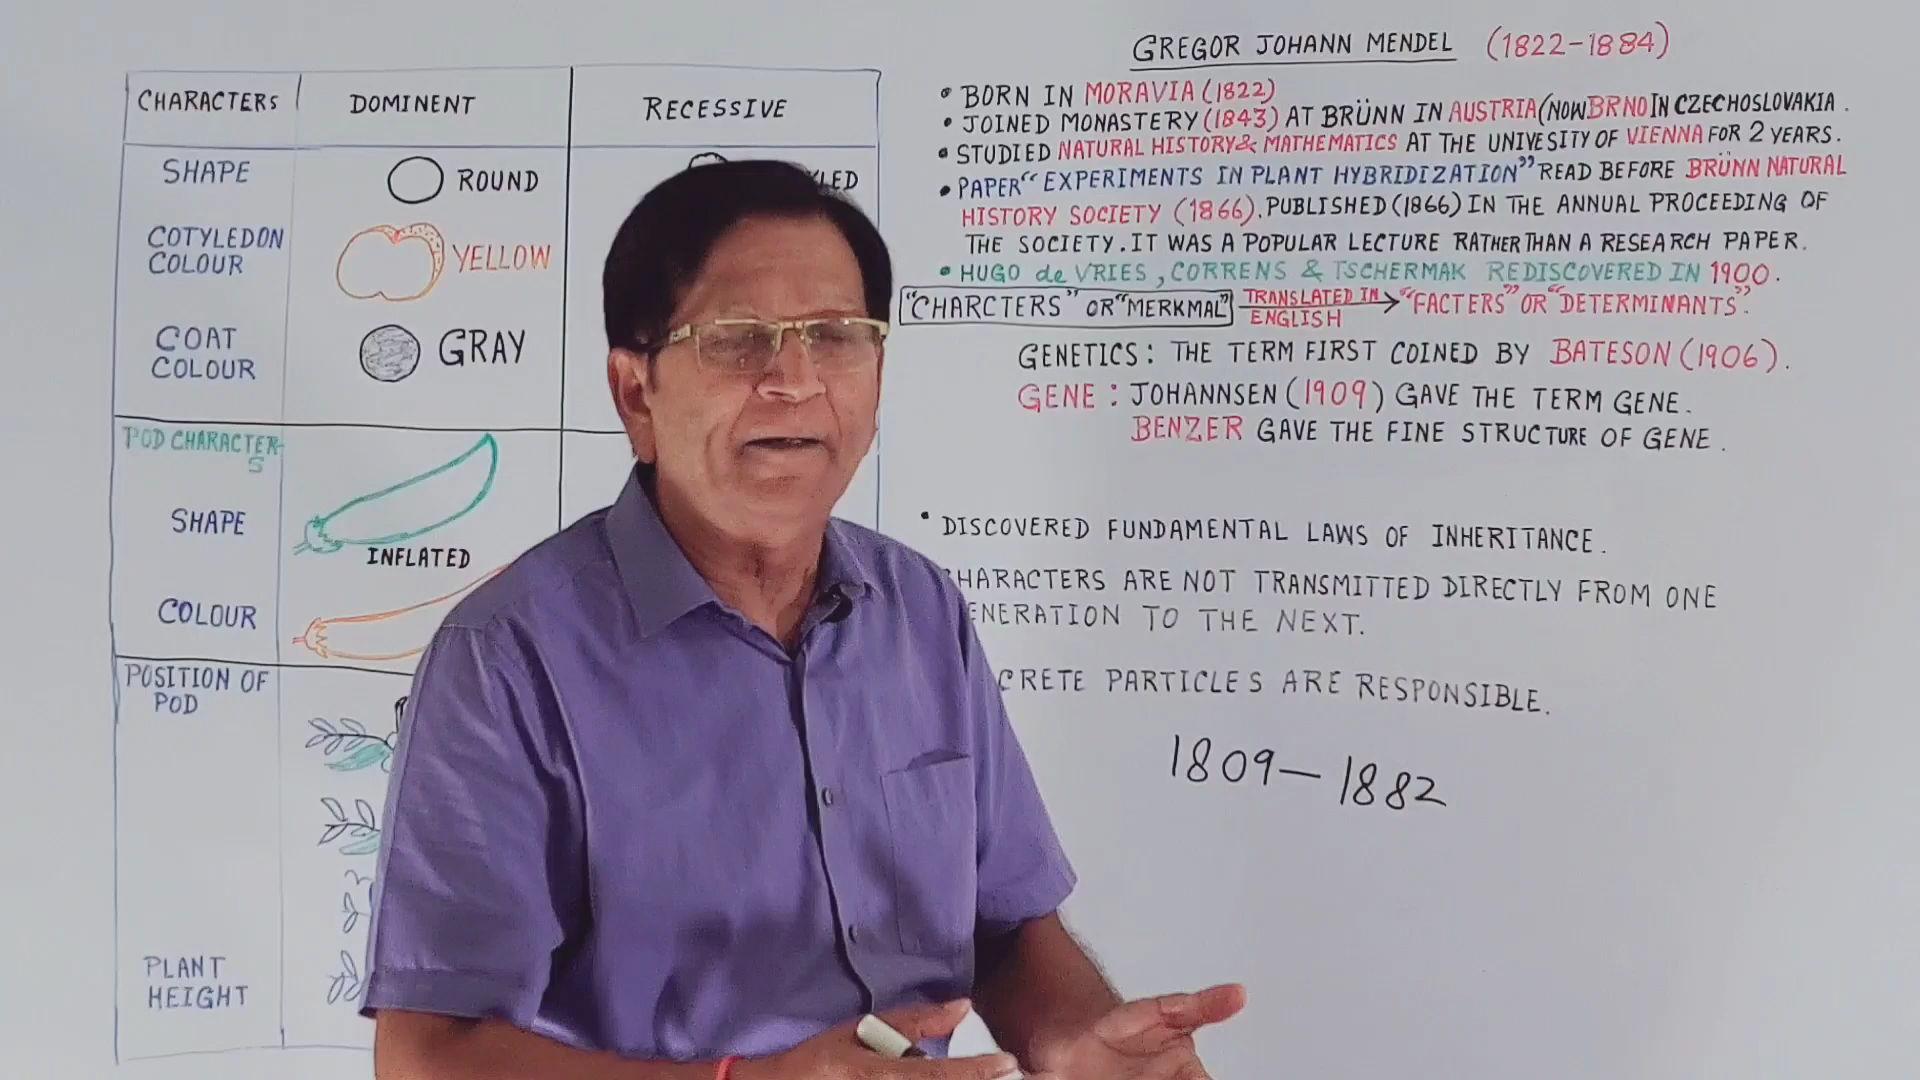 CHARACTERS DOMINENT RECESSIVE
SHAPE ROUND
COTYLEDON
COLOUR YELLOW
COAT
COLOUR GRAY
POD CHARACTER-
S
SHAPE
INFLATED
COLOUR
POSITION OF
POD
PLANT
HEIGHT
GREGOR JOHANN MENDEL (1822-1884)
• BORN IN MORAVIA (1822)
• JOINED MONASTERY (1843) AT BRÜNN IN AUSTRIA (NOW BRNO IN CZECHOSLOVAKIA.
• STUDIED NATURAL HISTORY & MATHEMATICS AT THE UNIVESITY OF VIENNA FOR 2 YEARS.
• PAPER "EXPERIMENTS IN PLANT HYBRIDIZATION" READ BEFORE BRÜNN NATURAL
HISTORY SOCIETY (1866). PUBLISHED (1866) IN THE ANNUAL PROCEEDING OF
THE SOCIETY. IT WAS A POPULAR LECTURE RATHER THAN A RESEARCH PAPER.
• HUGO de VRIES, CORRENS & TSCHERMAK REDISCOVERED IN 1900.
"CHARCTERS" OR "MERKMAL" TRANSLATED IN ENGLISH → "FACTERS" OR "DETERMINANTS".
GENETICS: THE TERM FIRST COINED BY BATESON (1906).
GENE: JOHANNSEN (1909) GAVE THE TERM GENE.
BENZER GAVE THE FINE STRUCTURE OF GENE.
• DISCOVERED FUNDAMENTAL LAWS OF INHERITANCE.
HARACTERS ARE NOT TRANSMITTED DIRECTLY FROM ONE
ENERATION TO THE NEXT.
CRETE PARTICLES ARE RESPONSIBLE.
1809-1882